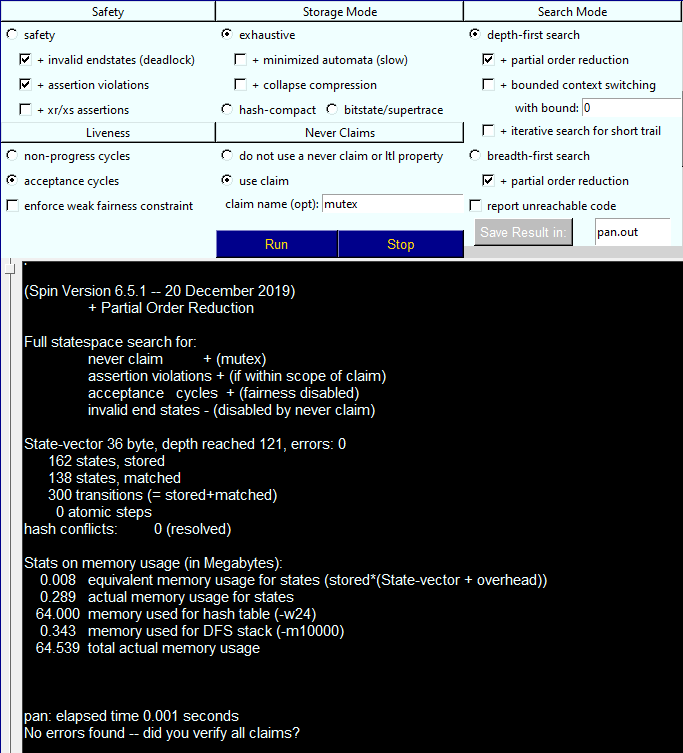 Safety
Storage Mode
Search Mode
safety
exhaustive
depth-first search
+ invalid endstates (deadlock)
+ minimized automata (slow)
+ partial order reduction
+ assertion violations
+ collapse compression
+ bounded context switching
+ xr/xs assertions
hash-compact
bitstate/supertrace
with bound: 0
Liveness
Never Claims
+ iterative search for short trail
non-progress cycles
do not use a never claim or ltl property
breadth-first search
acceptance cycles
use claim
+ partial order reduction
enforce weak fairness constraint
claim name (opt): mutex
report unreachable code
Run
Stop
Save Result in:
pan.out
(Spin Version 6.5.1 -- 20 December 2019)
+ Partial Order Reduction
Full statespace search for:
never claim + (mutex)
assertion violations + (if within scope of claim)
acceptance cycles + (fairness disabled)
invalid end states - (disabled by never claim)
State-vector 36 byte, depth reached 121, errors: 0
162 states, stored
138 states, matched
300 transitions (= stored+matched)
0 atomic steps
hash conflicts: 0 (resolved)
Stats on memory usage (in Megabytes):
0.008 equivalent memory usage for states (stored*(State-vector + overhead))
0.289 actual memory usage for states
64.000 memory used for hash table (-w24)
0.343 memory used for DFS stack (-m10000)
64.539 total actual memory usage
pan: elapsed time 0.001 seconds
No errors found -- did you verify all claims?